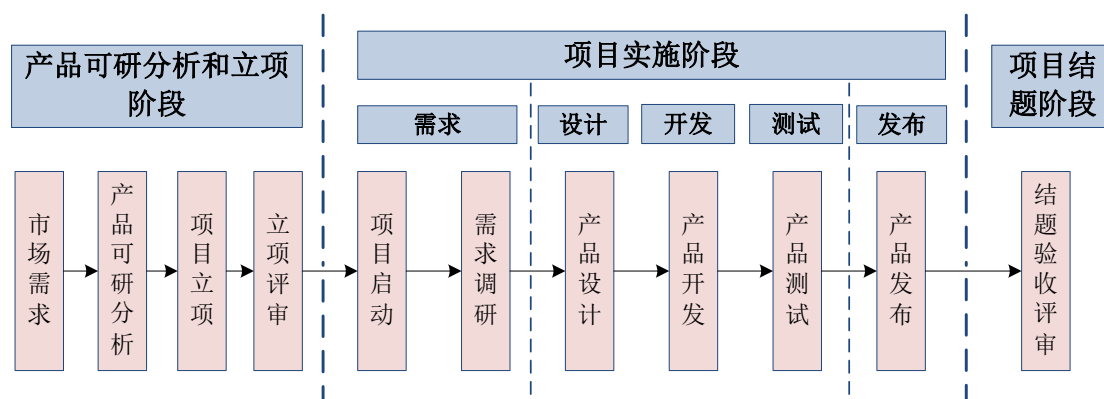 产品可研分析和立项
阶段
项目实施阶段
项目结
题阶段
需求
设计
开发
测试
发布
市场需求
产品可研分析
项目立项
立项评审
项目启动
需求调研
产品设计
产品开发
产品测试
产品发布
结题验收评审